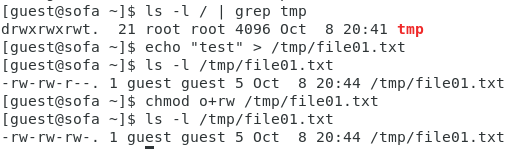 [guest@sofa ~]$ ls -l / | grep tmp
drwxrwxrwt.  21 root root 4096 Oct  8 20:41 tmp
[guest@sofa ~]$ echo "test" > /tmp/file01.txt
[guest@sofa ~]$ ls -l /tmp/file01.txt
-rw-rw-r--. 1 guest guest 5 Oct  8 20:44 /tmp/file01.txt
[guest@sofa ~]$ chmod o+rw /tmp/file01.txt
[guest@sofa ~]$ ls -l /tmp/file01.txt
-rw-rw-rw-. 1 guest guest 5 Oct  8 20:44 /tmp/file01.txt